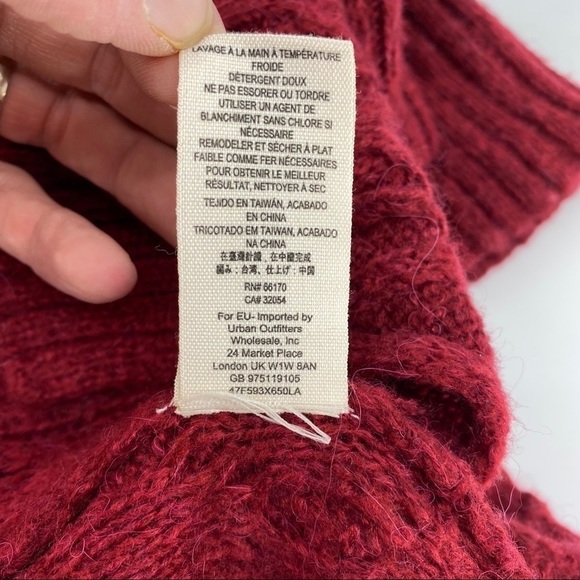 LAVAGE À LA MAIN À TEMPÉRATURE
FROIDE
DÉTERGENT DOUX
NE PAS ESSORER OU TORDRE
UTILISER UN AGENT DE
BLANCHIMENT SANS CHLORE SI
NÉCESSAIRE
REMODELER ET SÉCHER À PLAT
FAIBLE COMME FER NÉCESSAIRES
POUR OBTENIR LE MEILLEUR
RÉSULTAT, NETTOYER À SEC
TEJIDO EN TAIWÁN, ACABADO
EN CHINA
TRICOTADO EM TAIWAN, ACABADO
NA CHINA
在臺灣針織, 在中國完成
編み：台湾、仕上げ：中国
RN# 66170
CA# 32054
For EU- Imported by
Urban Outfitters
Wholesale, Inc
24 Market Place
London UK W1W 8AN
GB 975119105
47F593X650LA